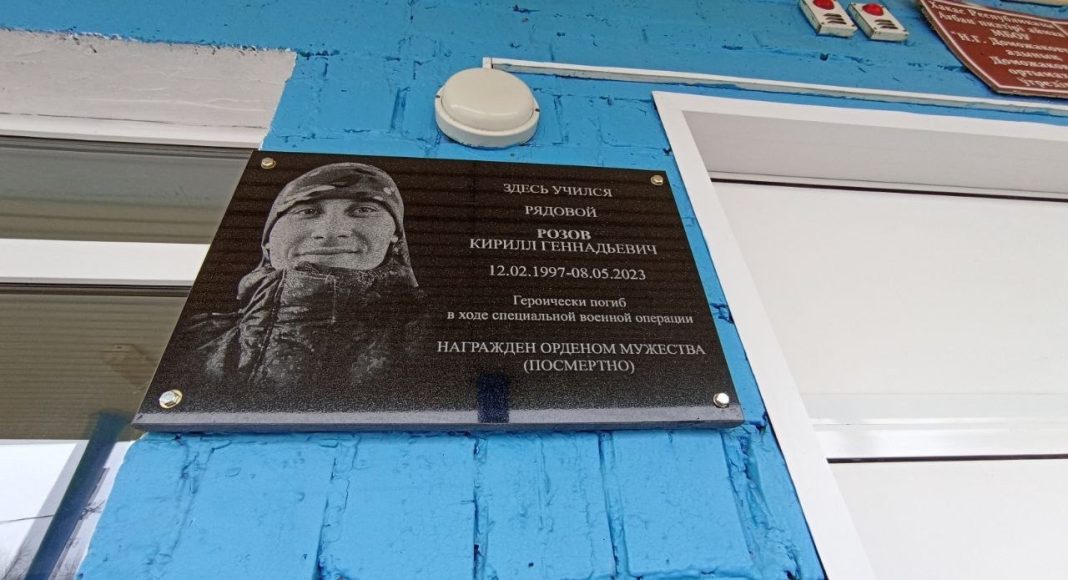 ЗДЕСЬ УЧИЛСЯ
РЯДОВОЙ
РОЗОВ
КИРИЛЛ ГЕННАДЬЕВИЧ
12.02.1997-08.05.2023
Героически погиб
в ходе специальной военной операции
НАГРАЖДЕН ОРДЕНОМ МУЖЕСТВА
(ПОСМЕРТНО)
МБОУ
"Н.Г.